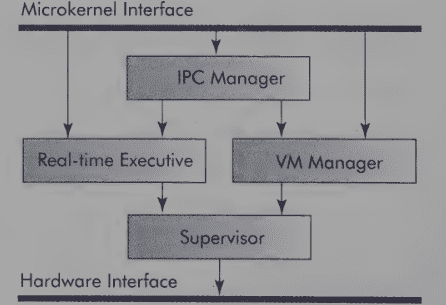 Microkernel Interface
IPC Manager
Real-time Executive
VM Manager
Supervisor
Hardware Interface